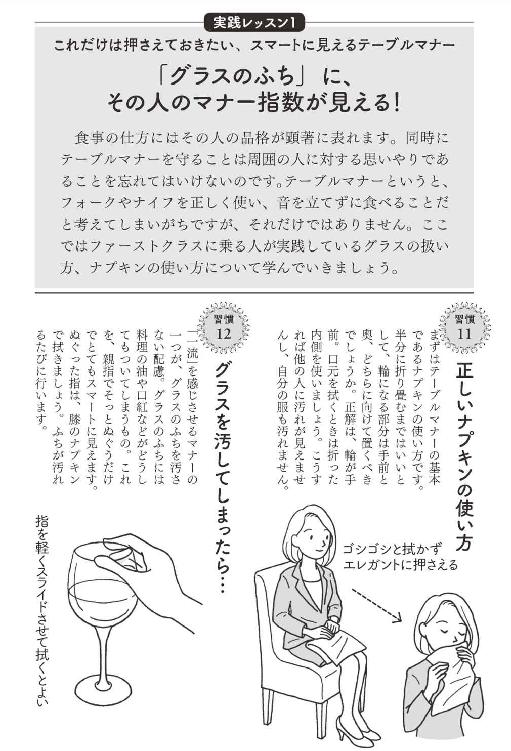 実践レッスン1
これだけは押さえておきたい、スマートに見えるテーブルマナー
「グラスのふち」に、
その人のマナー指数が見える!
食事の仕方にはその人の品格が顕著に表れます。同時に
テーブルマナーを守ることは周囲の人に対する思いやりであ
ることを忘れてはいけないのです。テーブルマナーというと、
フォークやナイフを正しく使い、音を立てずに食べることだ
と考えてしまいがちですが、それだけではありません。ここ
ではファーストクラスに乗る人が実践しているグラスの扱い
方、ナプキンの使い方について学んでいきましょう。
習慣
11
正しいナプキンの使い方
まずはテーブルマナーの基本
であるナプキンの使い方です。
半分に折り畳むまではいいと
して、輪になる部分は手前と
奥、どちらに向けて置くべき
でしょうか。正解は、輪が手
前。口元を拭くときは折った
内側を使いましょう。こうす
れば他の人に汚れが見えませ
んし、自分の服も汚れません。
ゴシゴシと拭かず
エレガントに押さえる
習慣
12
グラスを汚してしまったら…
「一流」を感じさせるマナーの
一つが、グラスのふちを汚さ
ない配慮。グラスのふちには
料理の油や口紅などがどうし
てもついてしまうもの。これ
を、親指でそっとぬぐうだけ
でとてもスマートに見えます。
ぬぐった指は、膝のナプキン
で拭きましょう。ふちが汚れ
るたびに行います。
指を軽くスライドさせて拭くとよい